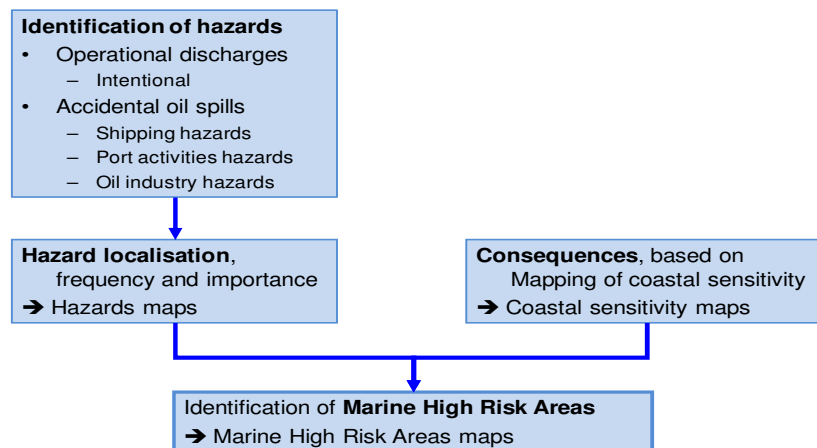 Identification of hazards
• Operational discharges
– Intentional
• Accidental oil spills
– Shipping hazards
– Port activities hazards
– Oil industry hazards
Hazard localisation,
frequency and importance
➔ Hazards maps
Consequences, based on
Mapping of coastal sensitivity
➔ Coastal sensitivity maps
Identification of Marine High Risk Areas
➔ Marine High Risk Areas maps